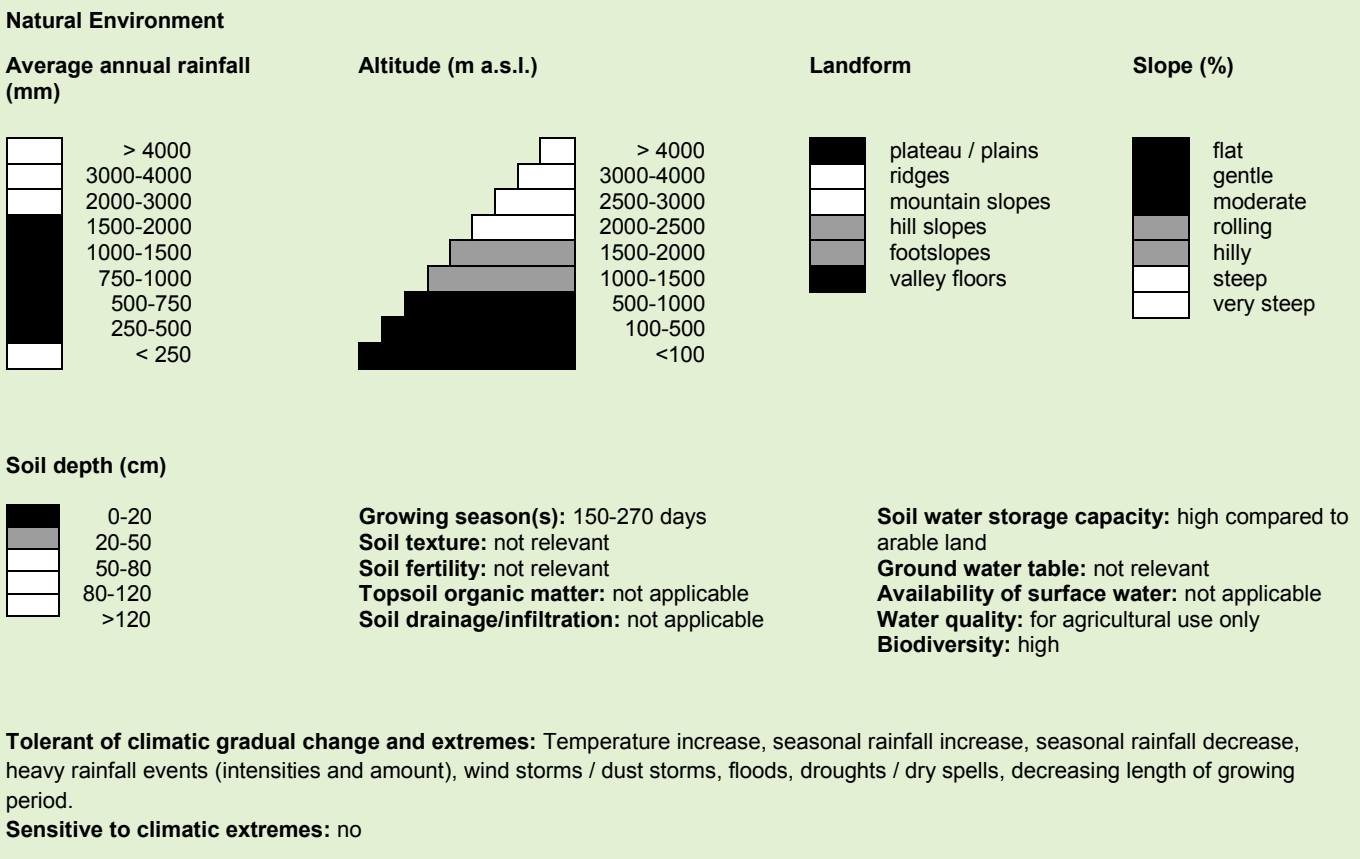 Natural Environment
Average annual rainfall
(mm)
> 4000
3000-4000
2000-3000
1500-2000
1000-1500
750-1000
500-750
250-500
< 250
Altitude (m a.s.l.)
> 4000
3000-4000
2500-3000
2000-2500
1500-2000
1000-1500
500-1000
100-500
<100
Landform
plateau / plains
ridges
mountain slopes
hill slopes
footslopes
valley floors
Slope (%)
flat
gentle
moderate
rolling
hilly
steep
very steep
Soil depth (cm)
0-20
20-50
50-80
80-120
>120
Growing season(s): 150-270 days
Soil texture: not relevant
Soil fertility: not relevant
Topsoil organic matter: not applicable
Soil drainage/infiltration: not applicable
Soil water storage capacity: high compared to
arable land
Ground water table: not relevant
Availability of surface water: not applicable
Water quality: for agricultural use only
Biodiversity: high
Tolerant of climatic gradual change and extremes: Temperature increase, seasonal rainfall increase, seasonal rainfall decrease,
heavy rainfall events (intensities and amount), wind storms / dust storms, floods, droughts / dry spells, decreasing length of growing
period.
Sensitive to climatic extremes: no